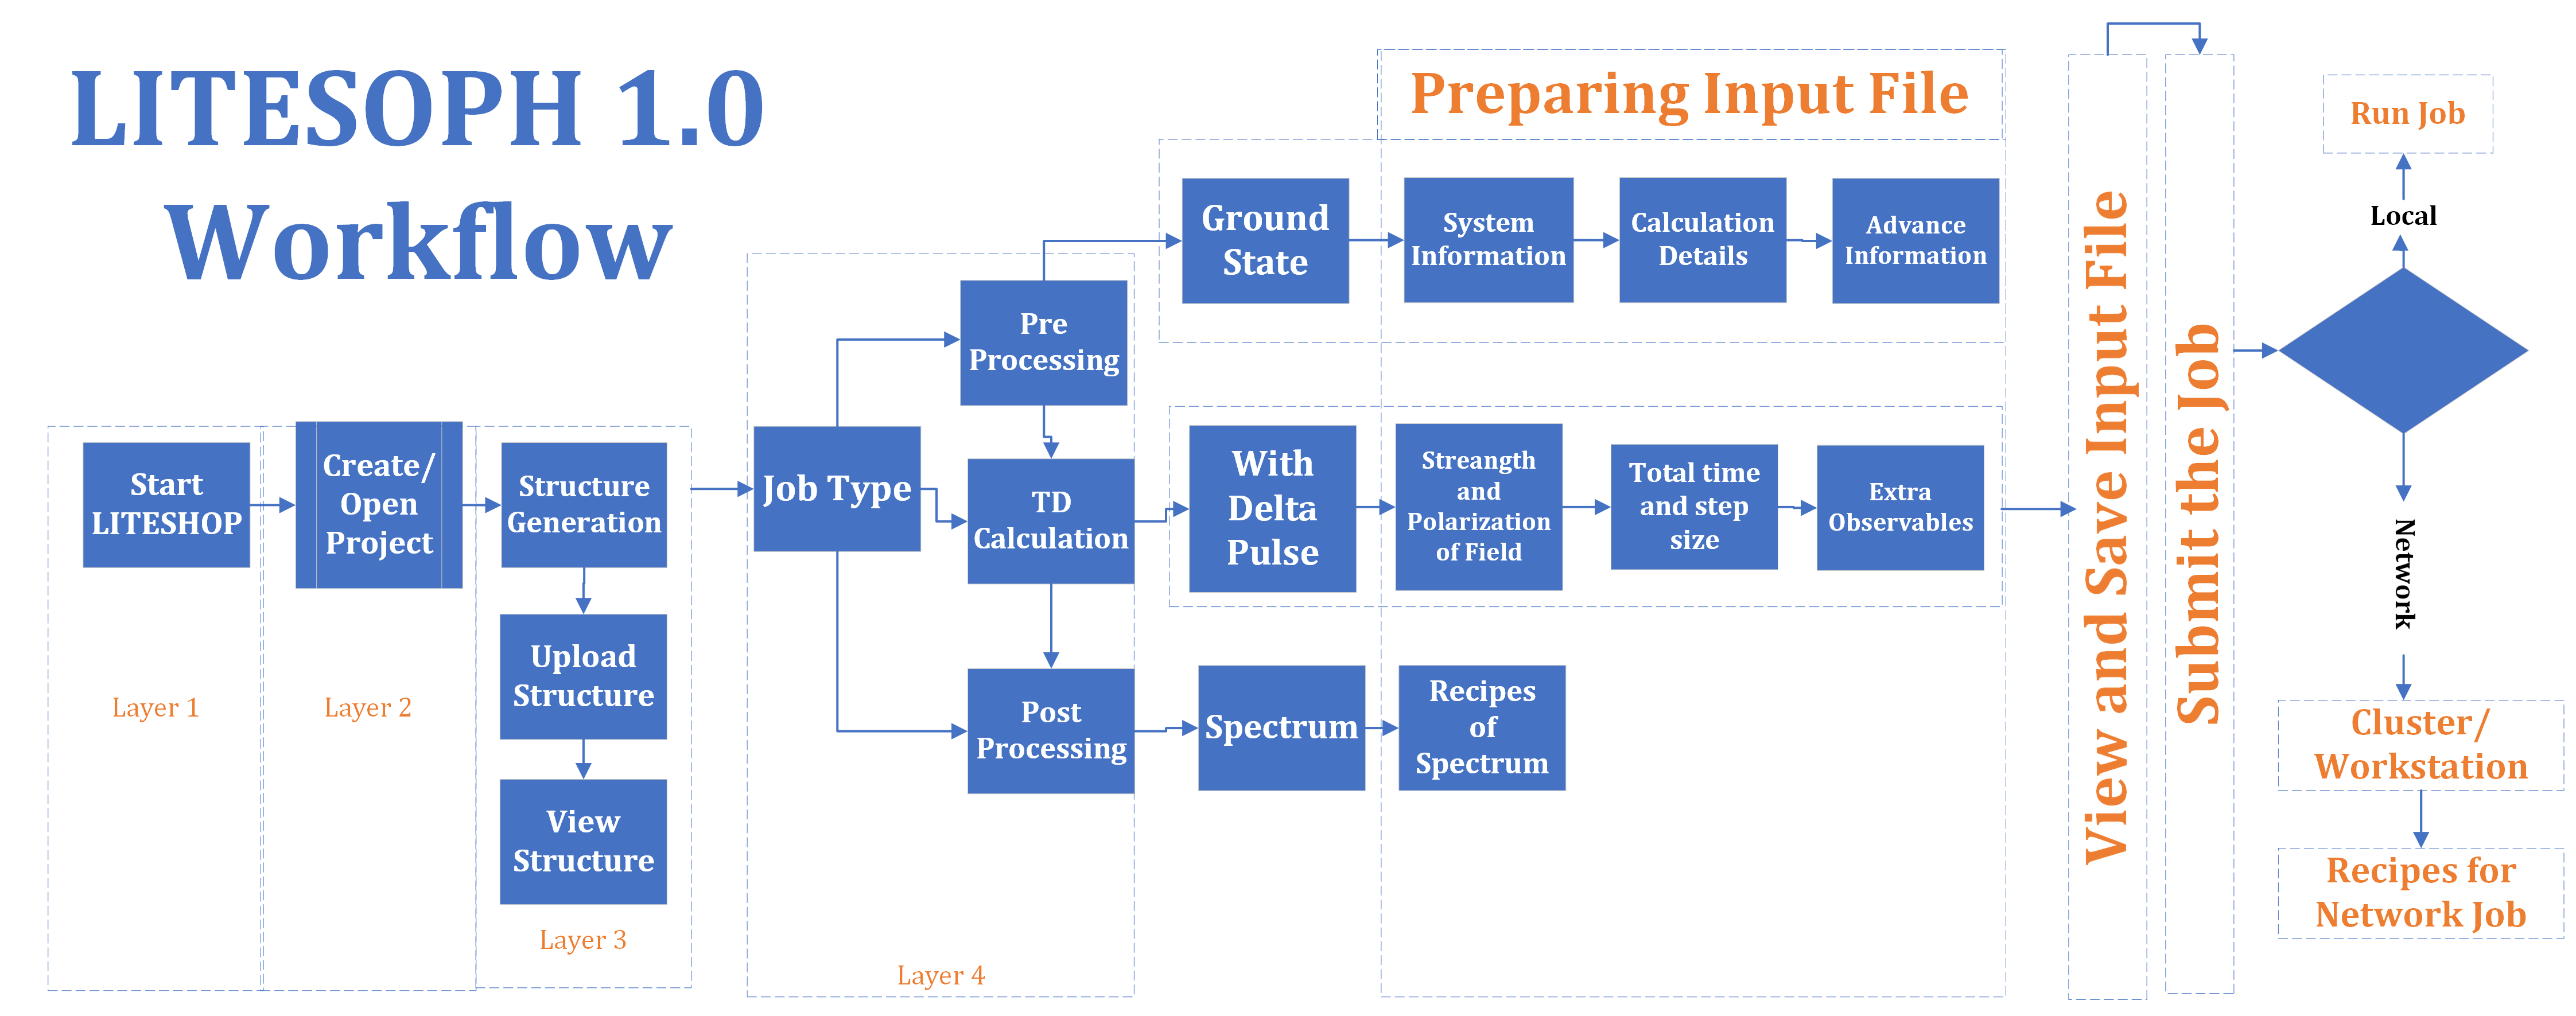 LITESOPH 1.0
Workflow
Start
LITESHOP
Layer 1
Create/
Open
Project
Layer 2
Structure
Generation
Upload
Structure
View
Structure
Layer 3
Job Type
Pre
Processing
TD
Calculation
Post
Processing
Layer 4
Preparing Input File
Ground
State
System
Information
Calculation
Details
Advance
Information
With
Delta
Pulse
Streangth
and
Polarization
of Field
Total time
and step
size
Extra
Observables
Spectrum
Recipes
of
Spectrum
View and Save Input File
Submit the Job
Run Job
Local
Network
Cluster/
Workstation
Recipes for
Network Job